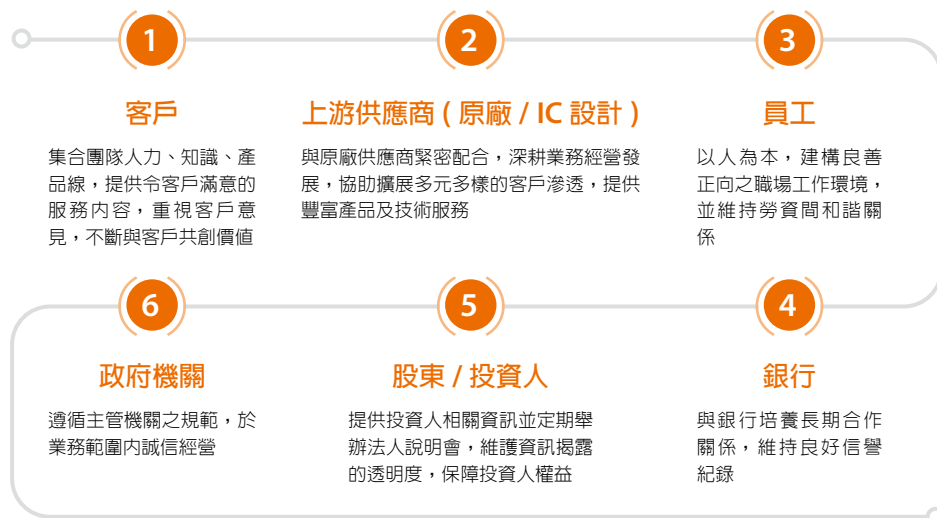 1
客戶
集合團隊人力、知識、產
品線，提供令客戶滿意的
服務內容，重視客戶意
見，不斷與客戶共創價值
2
上游供應商 ( 原廠 / IC 設計 )
與原廠供應商緊密配合，深耕業務經營發
展，協助擴展多元多樣的客戶滲透，提供
豐富產品及技術服務
3
員工
以人為本，建構良善
正向之職場工作環境，
並維持勞資間和諧關
係
4
銀行
與銀行培養長期合作
關係，維持良好信譽
紀錄
5
股東 / 投資人
提供投資人相關資訊並定期舉
辦法人說明會，維護資訊揭露
的透明度，保障投資人權益
6
政府機關
遵循主管機關之規範，於
業務範圍內誠信經營